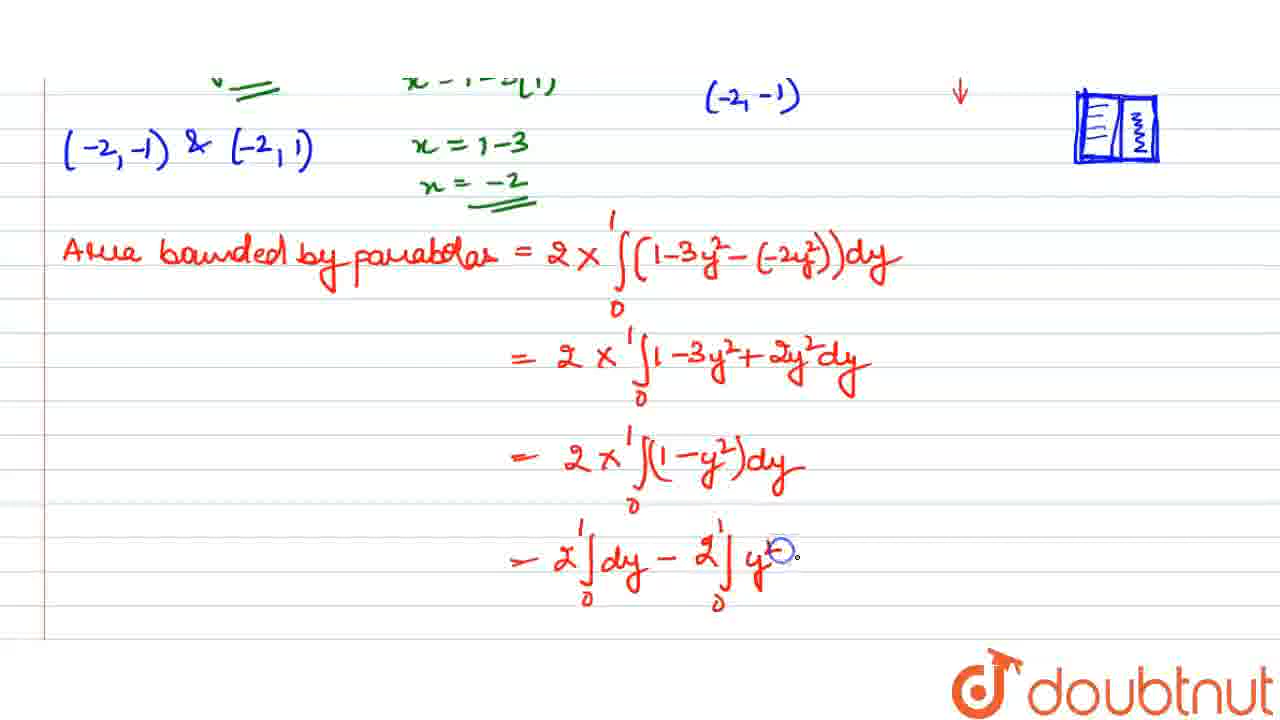 (-2, -1)
(-2, -1) & (-2, 1)
x = 1-3
x = -2
Area bounded by parabolas = 2 × ∫₀¹ (1-3y² - (-2y²)) dy
= 2 × ∫₀¹ 1-3y² + 2y² dy
= 2 × ∫₀¹ (1-y²) dy
= 2 ∫₀¹ dy - 2 ∫₀¹ y²
doubtnut